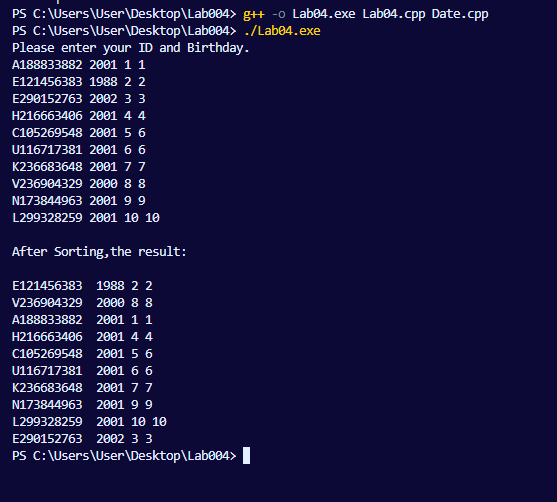 PS C:\Users\User\Desktop\Lab004> g++ -o Lab04.exe Lab04.cpp Date.cpp
PS C:\Users\User\Desktop\Lab004> ./Lab04.exe
Please enter your ID and Birthday.
A188833882 2001 1 1
E121456383 1988 2 2
E290152763 2002 3 3
H216663406 2001 4 4
C105269548 2001 5 6
U116717381 2001 6 6
K236683648 2001 7 7
V236904329 2000 8 8
N173844963 2001 9 9
L299328259 2001 10 10
After Sorting,the result:
E121456383  1988 2 2
V236904329  2000 8 8
A188833882  2001 1 1
H216663406  2001 4 4
C105269548  2001 5 6
U116717381  2001 6 6
K236683648  2001 7 7
N173844963  2001 9 9
L299328259  2001 10 10
E290152763  2002 3 3
PS C:\Users\User\Desktop\Lab004>